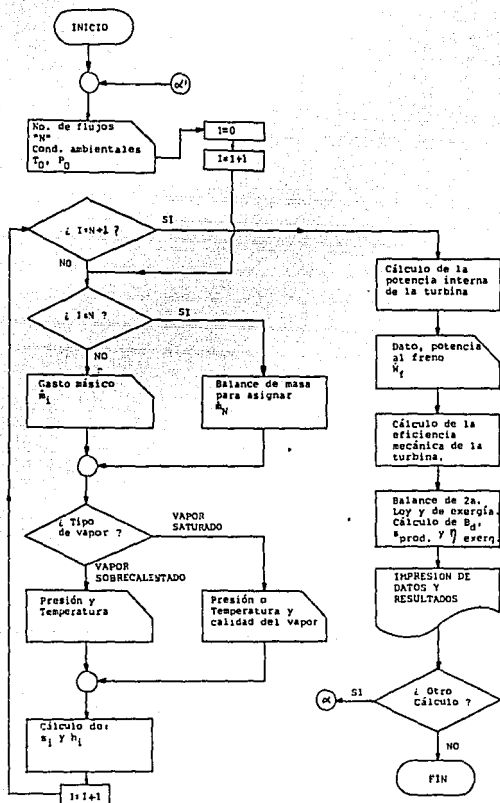 INICIO
α'
No. de flujos
"N"
Cond. ambientales
T0, P0
I=0
I=I+1
¿ I=N+1 ?
SI
NO
¿ I=N ?
SI
NO
Gasto másico
ṁi
Balance de masa
para asignar
ṁN
¿ Tipo
de vapor ?
VAPOR
SATURADO
VAPOR
SOBRECALENTADO
Presión y
Temperatura
Presión o
Temperatura y
calidad del vapor
Cálculo de:
si y hi
I=I+1
Cálculo de la
potencia interna
de la turbina
Dato, potencia
al freno
Ẇf
Cálculo de la
eficiencia
mecánica de la
turbina.
Balance de 2a.
Ley y de exergía.
Cálculo de Bd,
sprod. y η exerg.
IMPRESION DE
DATOS Y
RESULTADOS
¿ Otro
Cálculo ?
SI
α
NO
FIN